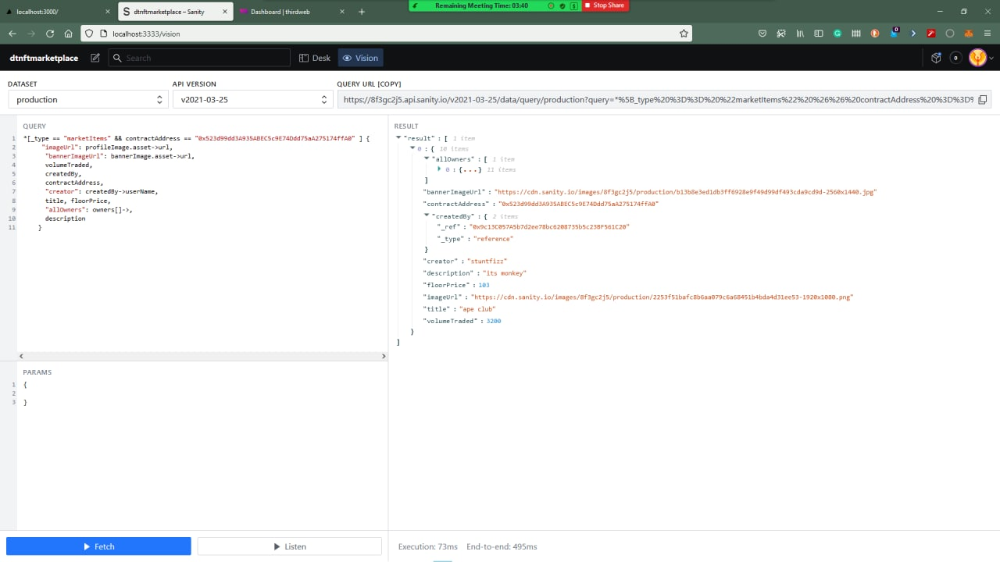 localhost:3000/
dtnftmarketplace – Sanity
Dashboard | thirdweb
Remaining Meeting Time: 03:40
Stop Share
localhost:3333/vision
dtnftmarketplace
Search
Desk
Vision
0
DATASET
API VERSION
QUERY URL [COPY]
production
v2021-03-25
https://8f3gc2j5.api.sanity.io/v2021-03-25/data/query/production?query=*%5B_type%20%3D%3D%20%22marketItems%22%20%26%26%20contractAddress%20%3D%3D%
QUERY
1 *[_type == "marketItems" && contractAddress == "0x523d99dd3A935ABEC5c9E74Ddd75aA275174ffA0" ] {
2 "imageUrl": profileImage.asset->url,
3 "bannerImageUrl": bannerImage.asset->url,
4 volumeTraded,
5 createdBy,
6 contractAddress,
7 "creator": createdBy->userName,
8 title, floorPrice,
9 "allOwners": owners[]->,
10 description
11 }
PARAMS
1 {
2
3 }
Fetch
Listen
RESULT
"result" : [ 1 item
0 : { 10 items
"allOwners" : [ 1 item
0 : {...} 11 items
]
"bannerImageUrl" : "https://cdn.sanity.io/images/8f3gc2j5/production/b13b8e3ed1db3ff6928e9f49d99df493cda9cd9d-2560x1440.jpg"
"contractAddress" : "0x523d99dd3A935ABEC5c9E74Ddd75aA275174ffA0"
"createdBy" : { 2 items
"_ref" : "0x9c13C057A5b7d2ee78bc6208735b5c23BF561C20"
"_type" : "reference"
}
"creator" : "stuntfizz"
"description" : "its monkey"
"floorPrice" : 103
"imageUrl" : "https://cdn.sanity.io/images/8f3gc2j5/production/2253f51bafc8b6aa079c6a68451b4bda4d31ee53-1920x1080.png"
"title" : "ape club"
"volumeTraded" : 3200
}
]
Execution: 73ms End-to-end: 495ms